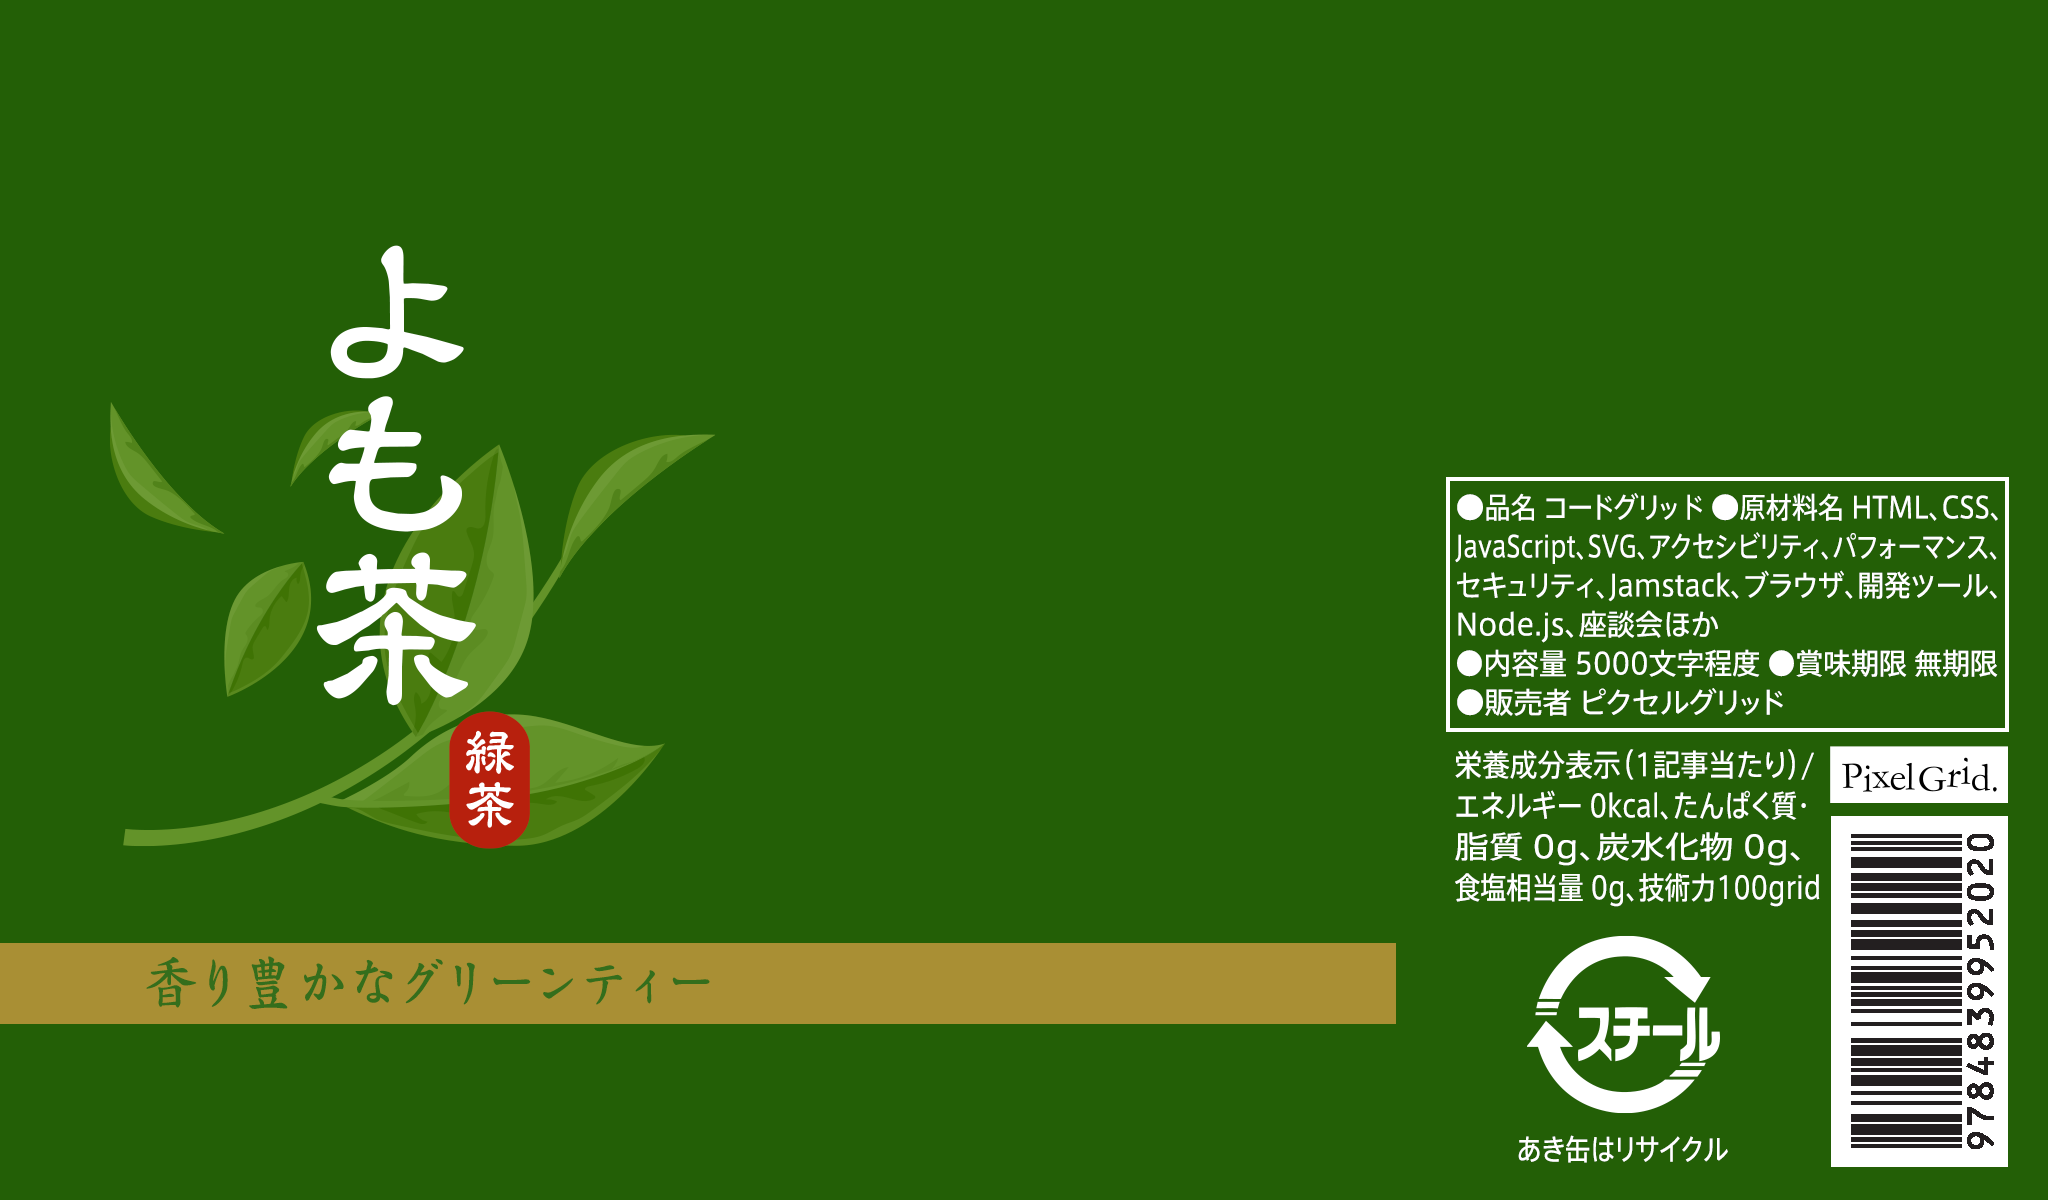 よも茶
緑茶
香り豊かなグリーンティー
●品名 コードグリッド ●原材料名 HTML、CSS、
JavaScript、SVG、アクセシビリティ、パフォーマンス、
セキュリティ、Jamstack、ブラウザ、開発ツール、
Node.js、座談会ほか
●内容量 5000文字程度 ●賞味期限 無期限
●販売者 ピクセルグリッド
栄養成分表示(1記事当たり)/
エネルギー 0kcal、たんぱく質・
脂質 0g、炭水化物 0g、
食塩相当量 0g、技術力100grid
PixelGrid.
9784839952020
スチール
あき缶はリサイクル